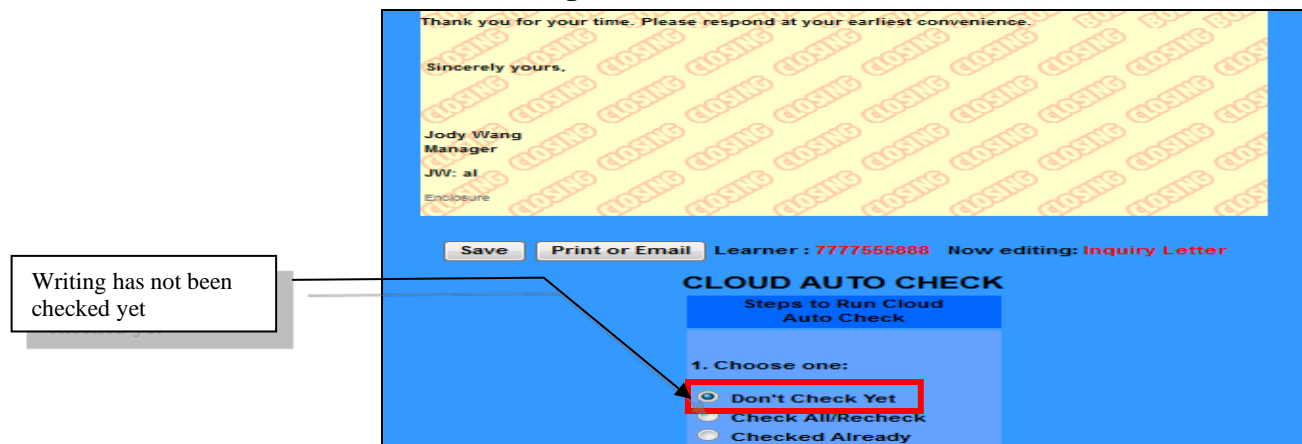 Thank you for your time. Please respond at your earliest convenience.
Sincerely yours,
Jody Wang
Manager
JW: al
Enclosure
Save Print or Email Learner : 7777555888 Now editing: Inquiry Letter
Writing has not been
checked yet
CLOUD AUTO CHECK
Steps to Run Cloud
Auto Check
1. Choose one:
Don't Check Yet
Check All/Recheck
Checked Already